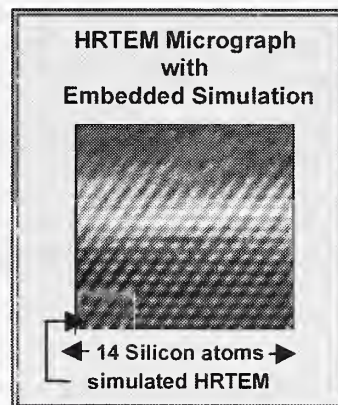 HRTEM Micrograph
with
Embedded Simulation
14 Silicon atoms
simulated HRTEM